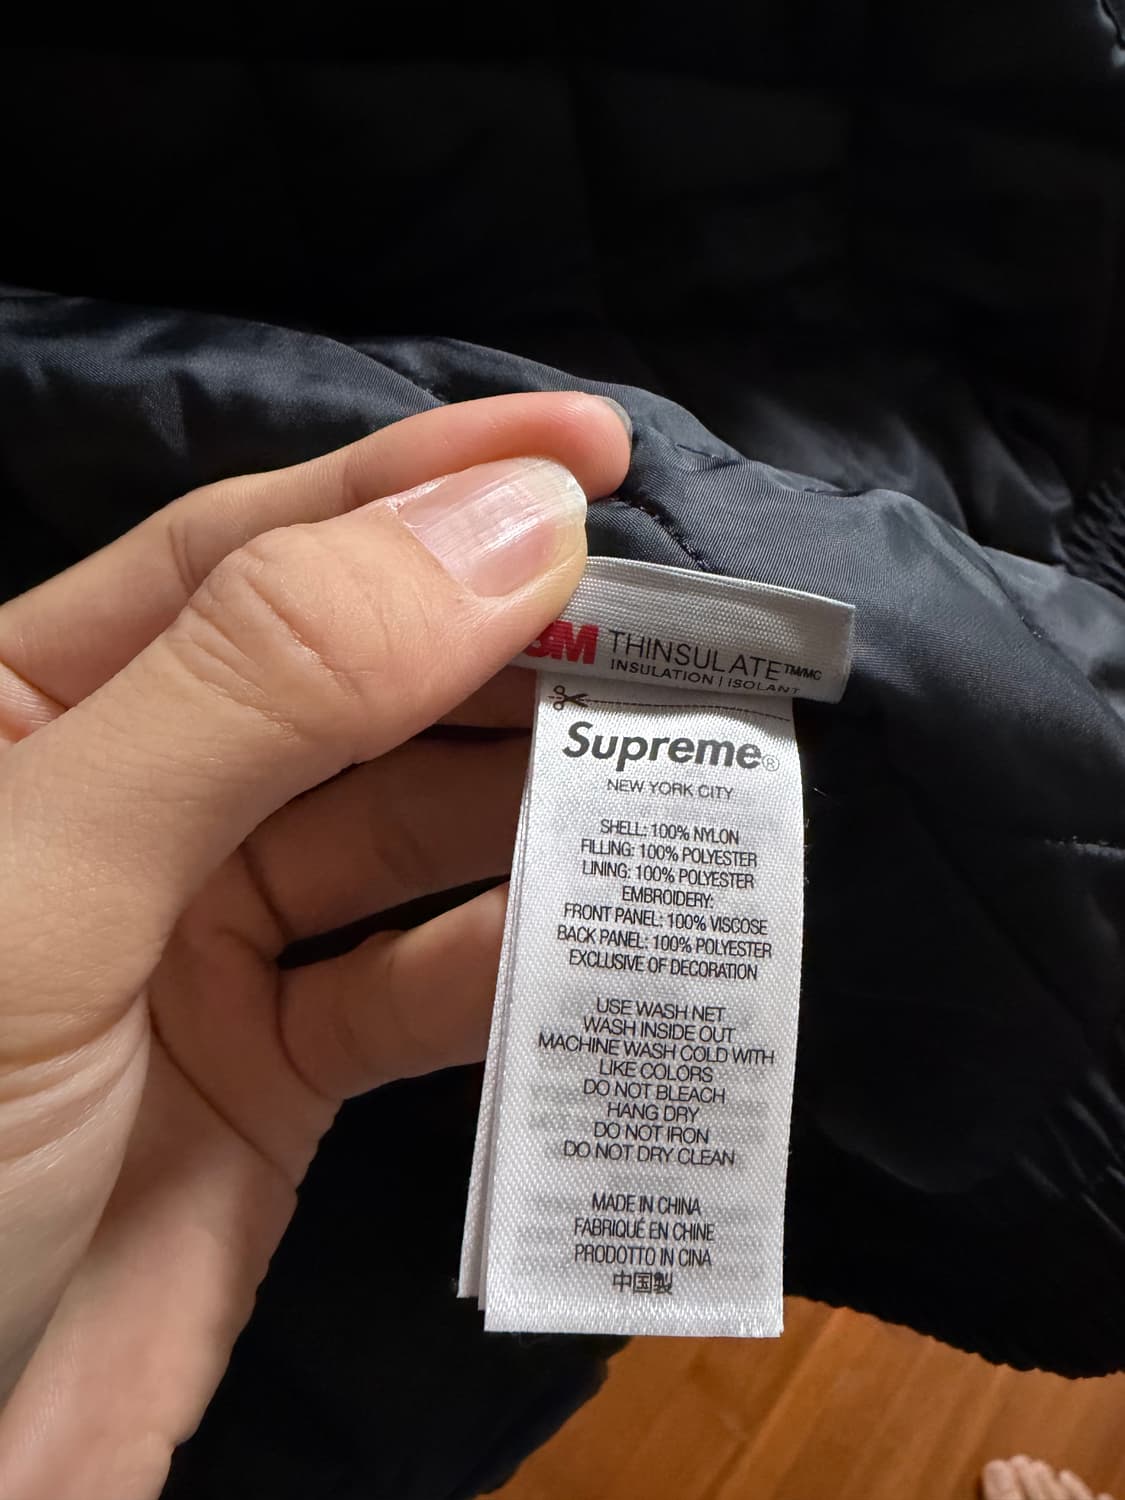 3M THINSULATE™/MC
INSULATION | ISOLANT
Supreme®
NEW YORK CITY
SHELL: 100% NYLON
FILLING: 100% POLYESTER
LINING: 100% POLYESTER
EMBROIDERY:
FRONT PANEL: 100% VISCOSE
BACK PANEL: 100% POLYESTER
EXCLUSIVE OF DECORATION
USE WASH NET
WASH INSIDE OUT
MACHINE WASH COLD WITH
LIKE COLORS
DO NOT BLEACH
HANG DRY
DO NOT IRON
DO NOT DRY CLEAN
MADE IN CHINA
FABRIQUÉ EN CHINE
PRODOTTO IN CINA
中国製